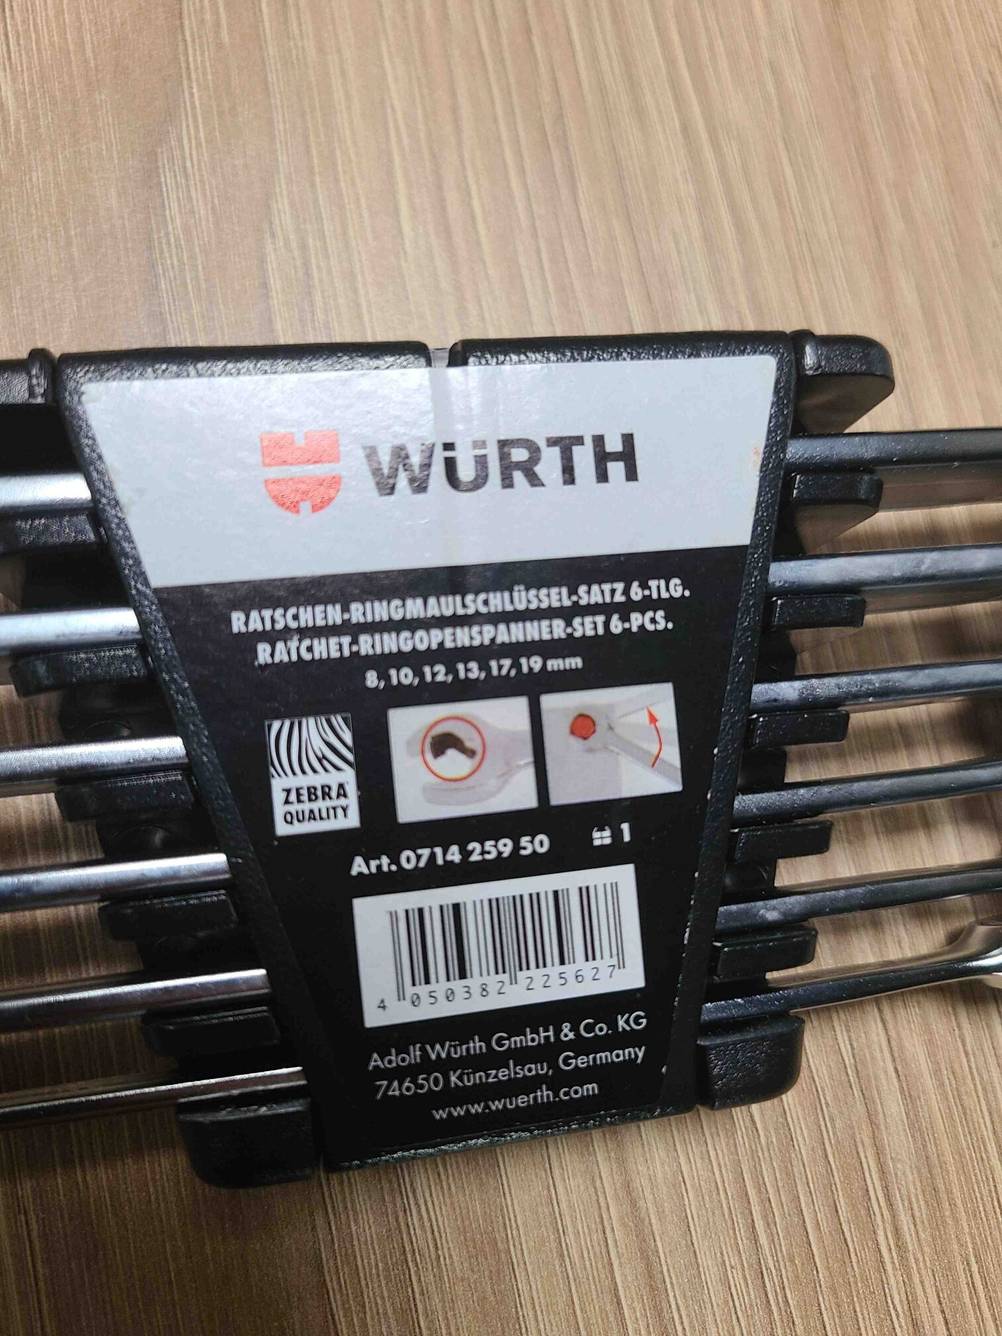 WÜRTH
RATSCHEN-RINGMAULSCHLÜSSEL-SATZ 6-TLG.
RATCHET-RINGOPENSPANNER-SET 6-PCS.
8, 10, 12, 13, 17, 19 mm
ZEBRA
QUALITY
Art. 0714 259 50 1
4 050382 225627
Adolf Würth GmbH & Co. KG
74650 Künzelsau, Germany
www.wuerth.com